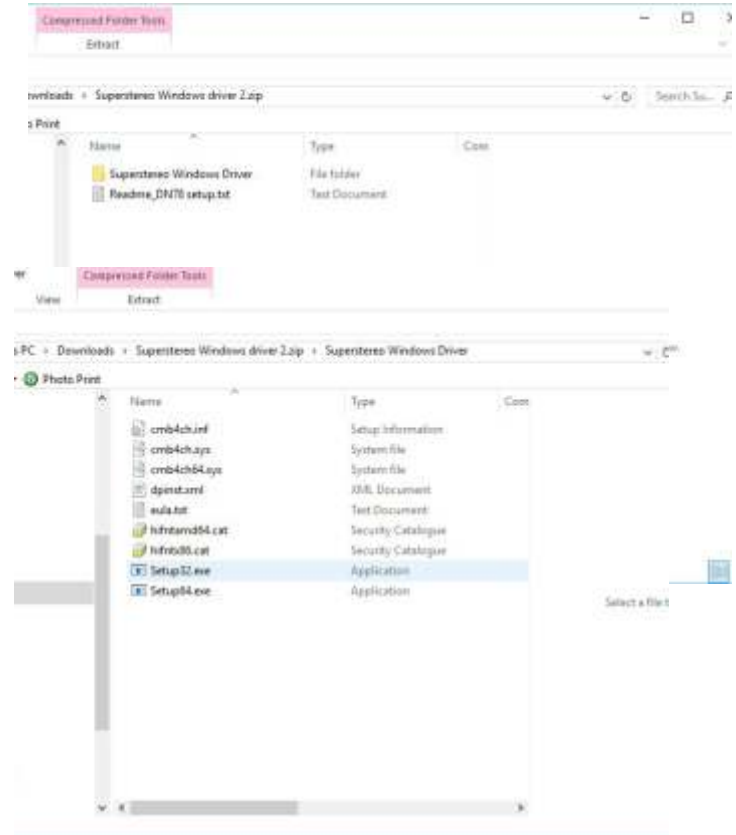 Compressed Folder Tools
Extract
Downloads › Superstereo Windows driver 2.zip
Search Su...
Print
Name Type Com
Superstereo Windows Driver File folder
Readme_DN78 setup.txt Text Document
Compressed Folder Tools
View Extract
PC › Downloads › Superstereo Windows driver 2.zip › Superstereo Windows Driver
Photo Print
Name Type Com
cmb4ch.inf Setup Information
cmb4ch.sys System file
cmb4ch64.sys System file
dpinst.xml XML Document
eula.txt Text Document
hifntamd64.cat Security Catalogue
hifntx86.cat Security Catalogue
Setup32.exe Application
Setup64.exe Application
Select a file t